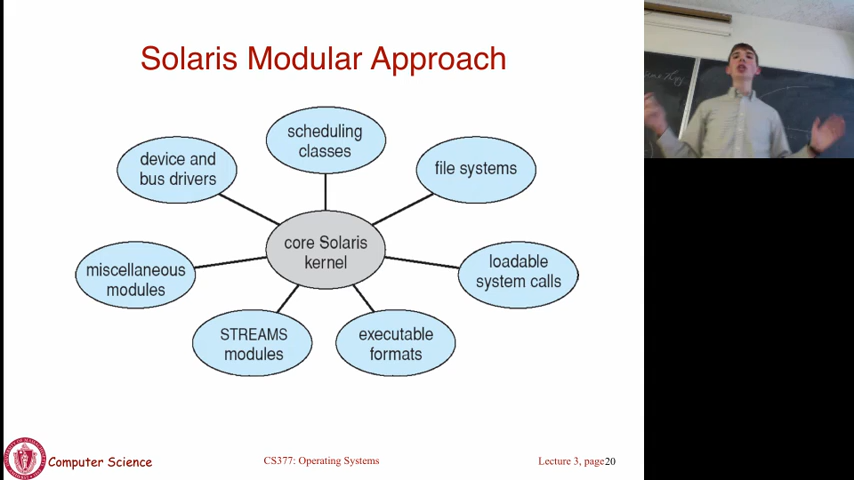 Solaris Modular Approach
scheduling
classes
device and
bus drivers
file systems
core Solaris
kernel
miscellaneous
modules
loadable
system calls
STREAMS
modules
executable
formats
Computer Science
CS377: Operating Systems
Lecture 3, page20